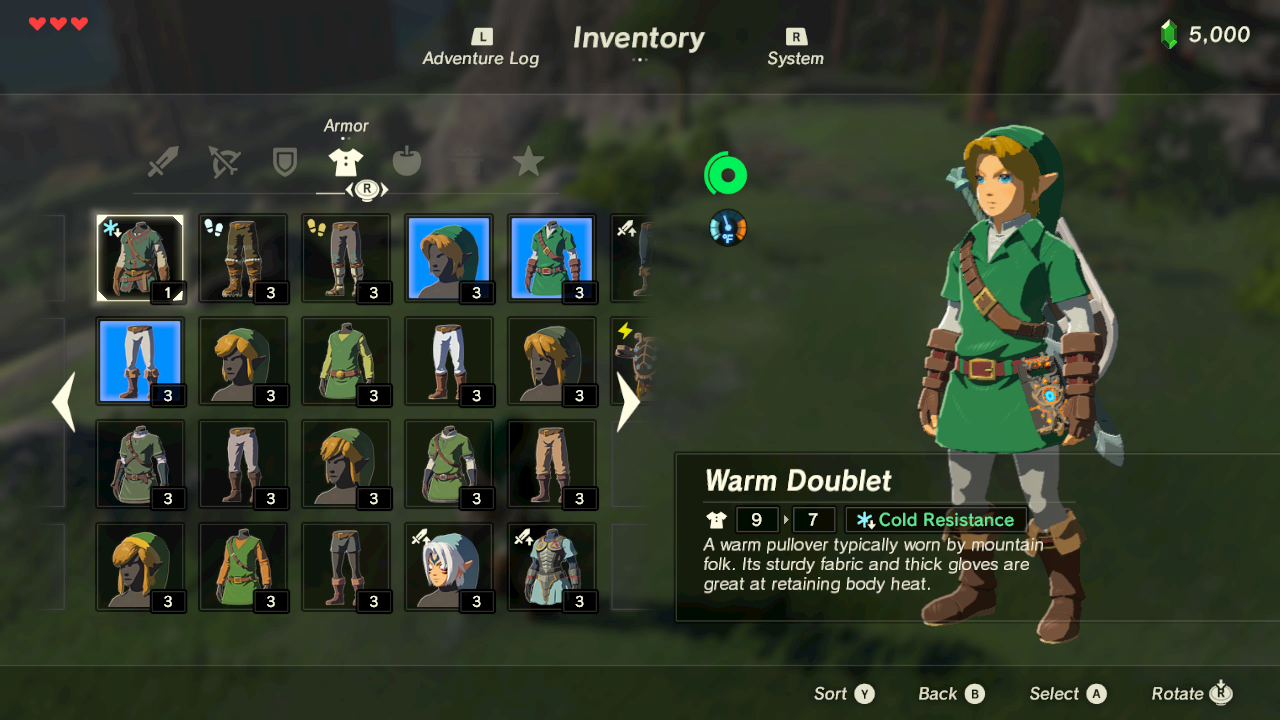 L Inventory R 5,000
Adventure Log System
Armor
R
°F
1 3 3 3 3
3 3 3 3 3
3 3 3 3 3
3 3 3 3 3
Warm Doublet
9 7 Cold Resistance
A warm pullover typically worn by mountain
folk. Its sturdy fabric and thick gloves are
great at retaining body heat.
Sort Y Back B Select A Rotate R